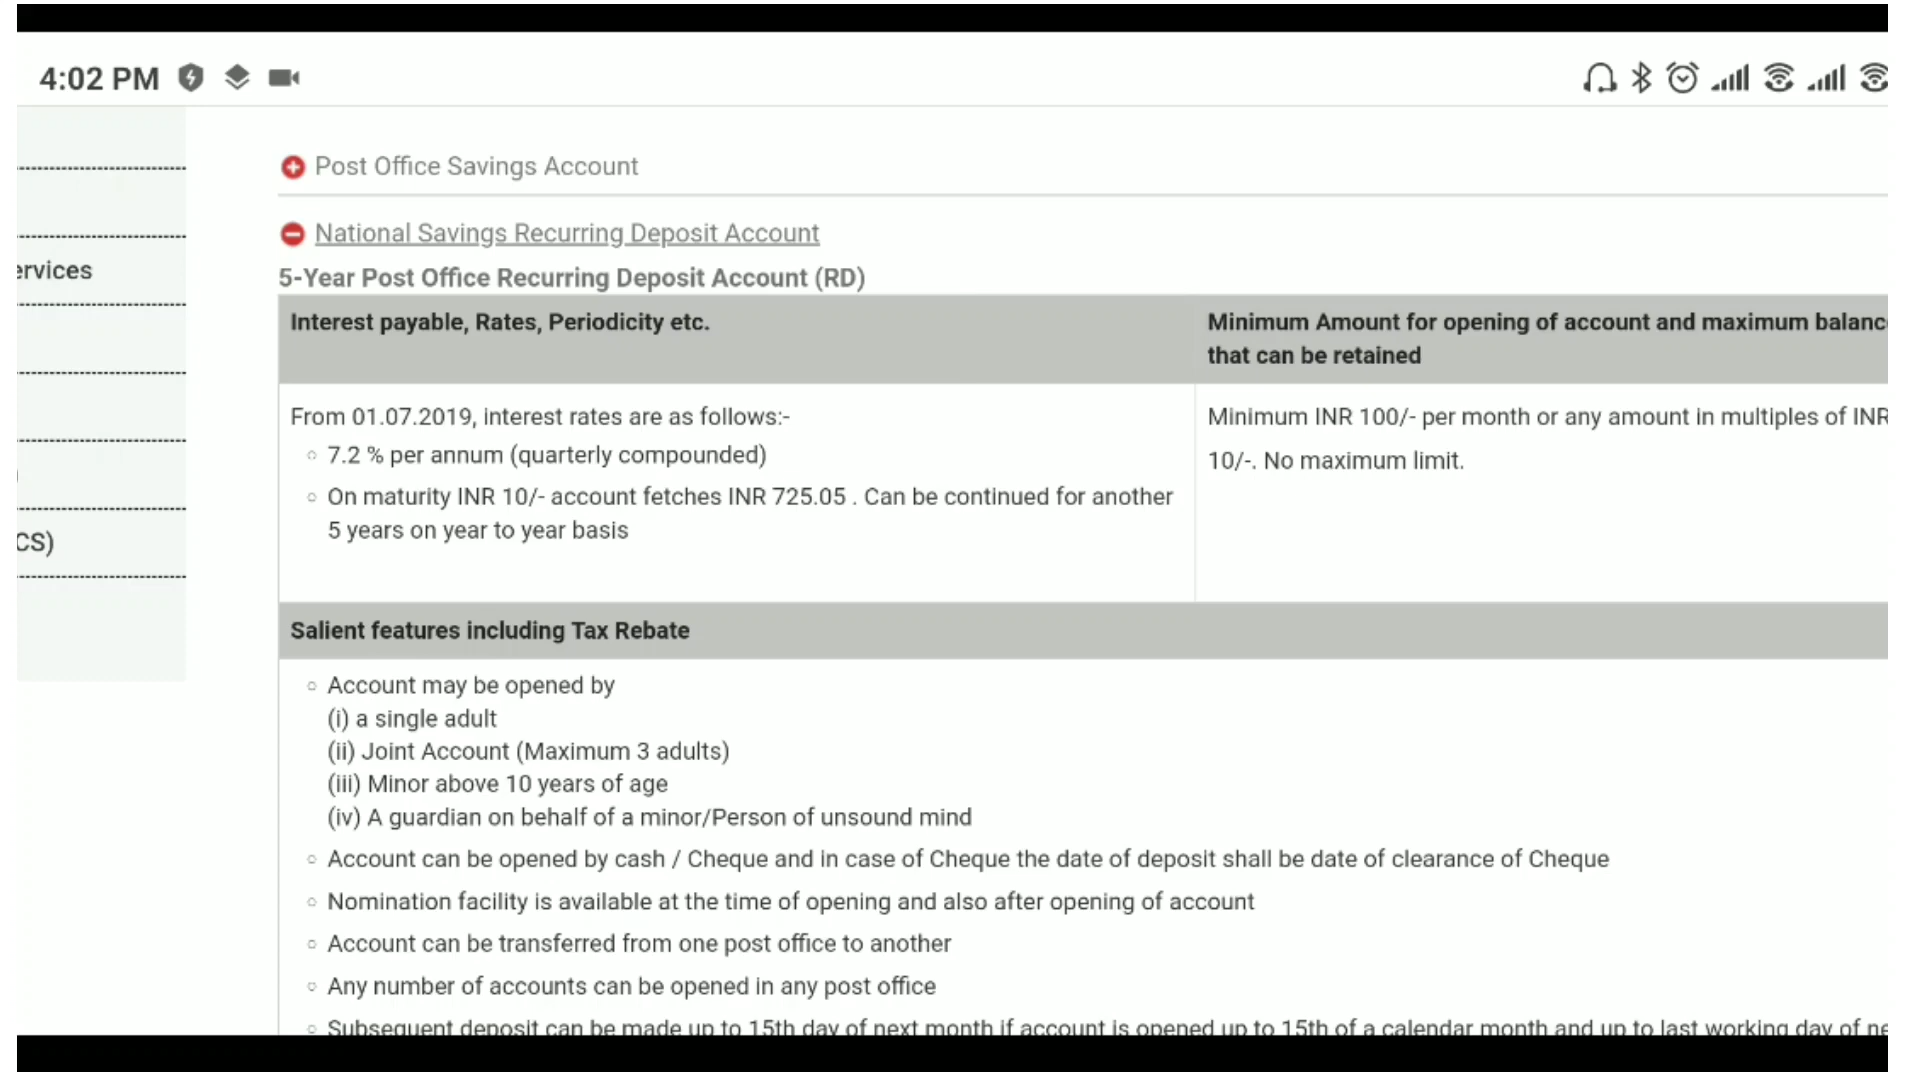 4:02 PM
Post Office Savings Account
National Savings Recurring Deposit Account
5-Year Post Office Recurring Deposit Account (RD)
ervices
CS)
Interest payable, Rates, Periodicity etc.
Minimum Amount for opening of account and maximum balanc
that can be retained
From 01.07.2019, interest rates are as follows:-
7.2 % per annum (quarterly compounded)
On maturity INR 10/- account fetches INR 725.05 . Can be continued for another
5 years on year to year basis
Minimum INR 100/- per month or any amount in multiples of INR
10/-. No maximum limit.
Salient features including Tax Rebate
Account may be opened by
(i) a single adult
(ii) Joint Account (Maximum 3 adults)
(iii) Minor above 10 years of age
(iv) A guardian on behalf of a minor/Person of unsound mind
Account can be opened by cash / Cheque and in case of Cheque the date of deposit shall be date of clearance of Cheque
Nomination facility is available at the time of opening and also after opening of account
Account can be transferred from one post office to another
Any number of accounts can be opened in any post office
Subsequent deposit can be made up to 15th day of next month if account is opened up to 15th of a calendar month and up to last working day of ne